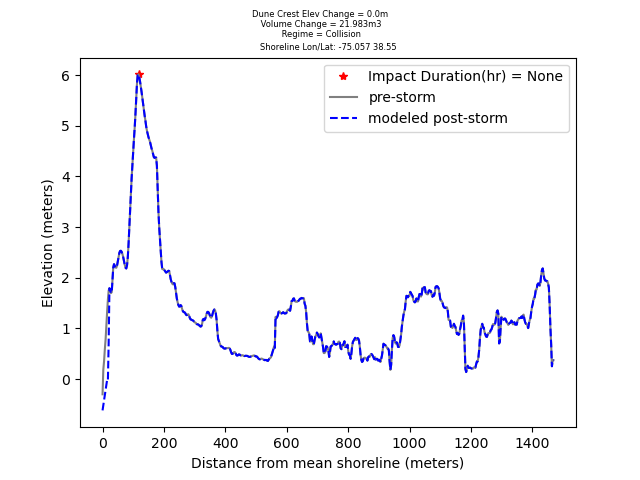 Dune Crest Elev Change = 0.0m
Volume Change = 21.983m3
Regime = Collision
Shoreline Lon/Lat: -75.057 38.55
Impact Duration(hr) = None
pre-storm
modeled post-storm
6
5
4
3
2
1
0
Elevation (meters)
0 200 400 600 800 1000 1200 1400
Distance from mean shoreline (meters)